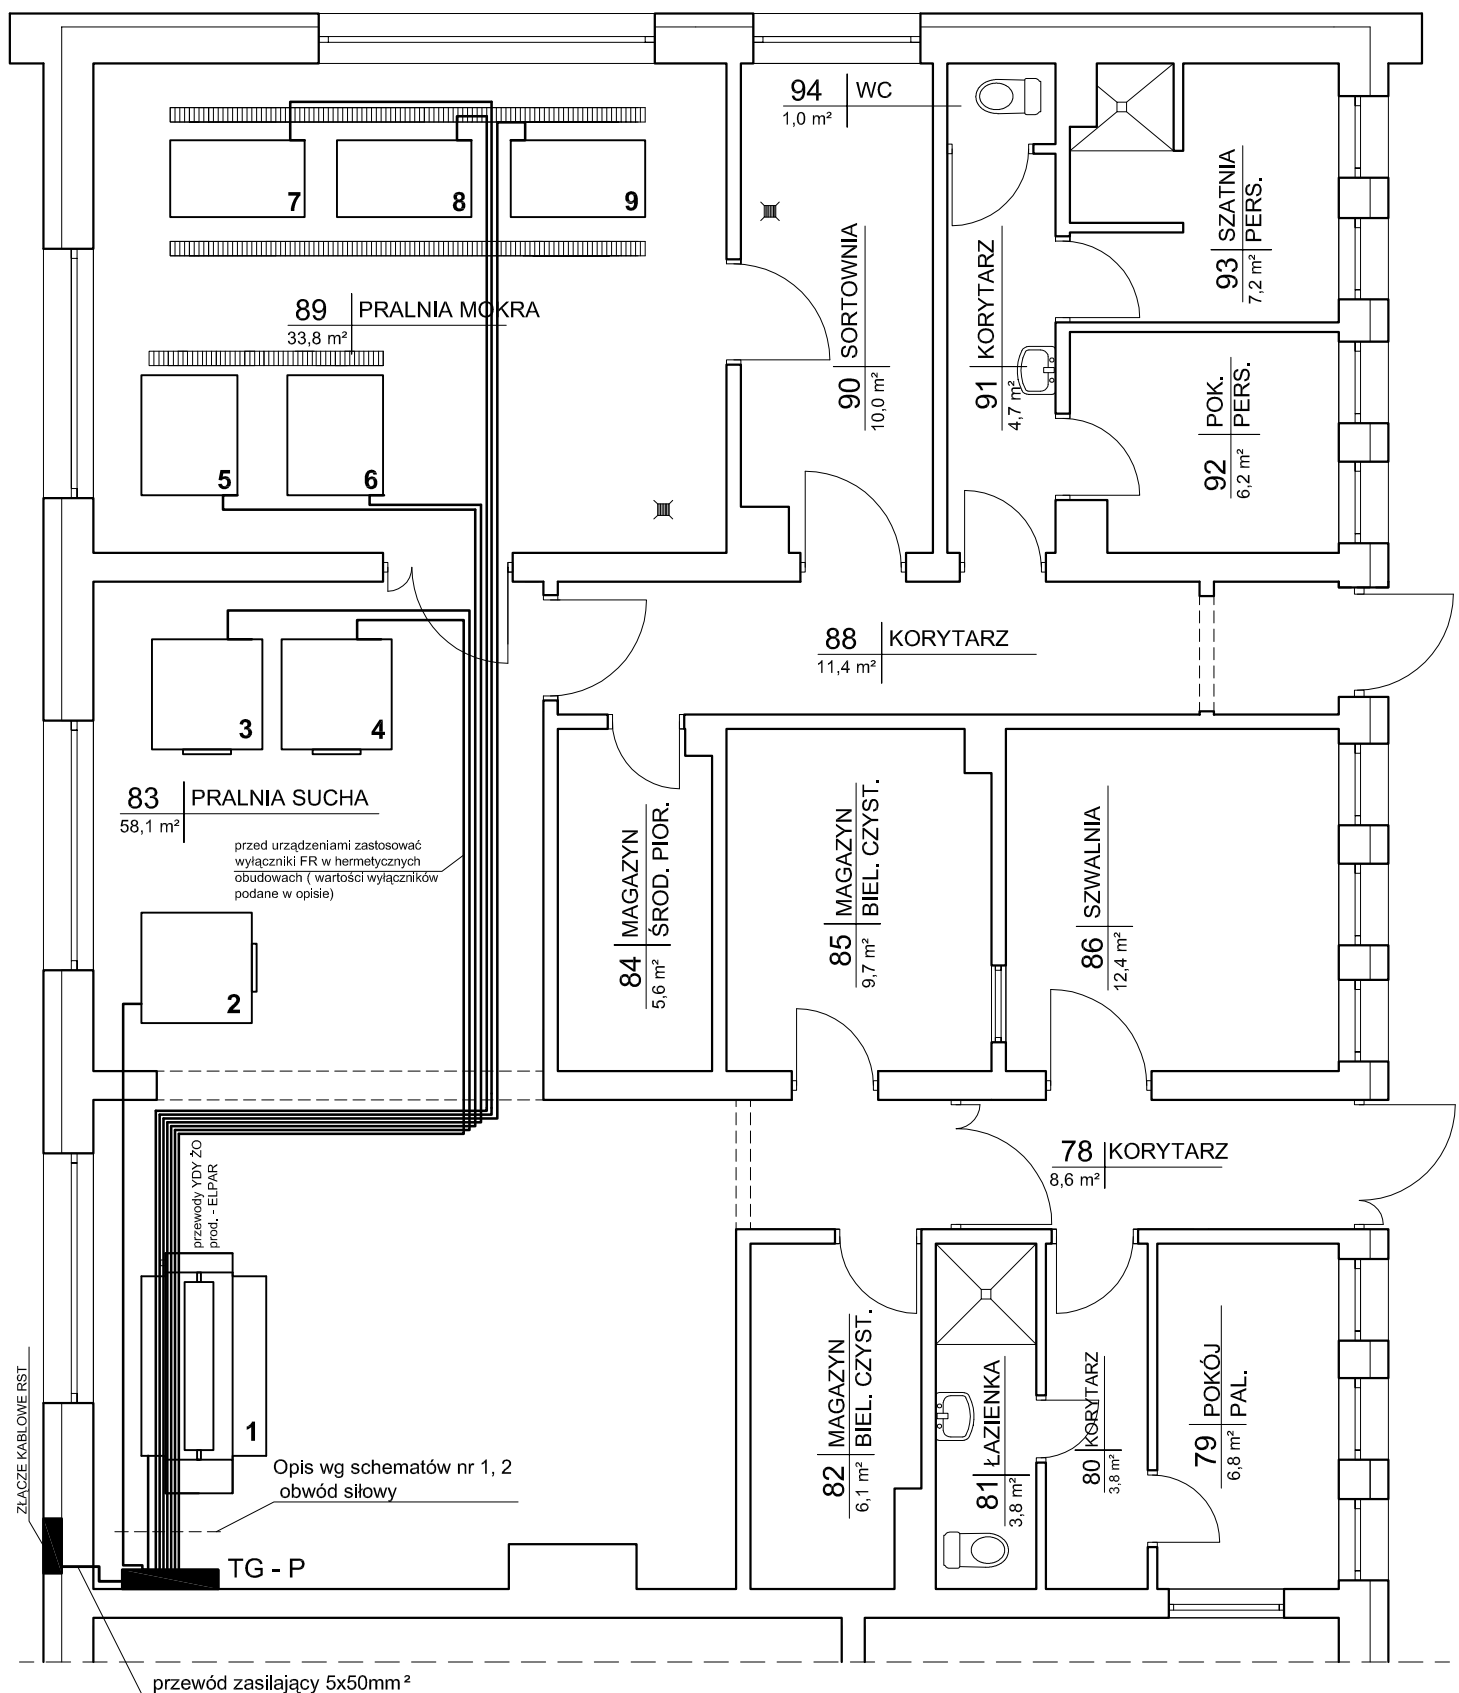 94 WC
1,0 m²
7
8
9
89 PRALNIA MOKRA
33,8 m²
90 SORTOWNIA
10,0 m²
91 KORYTARZ
4,7 m²
93 SZATNIA
PERS.
7,2 m²
92 POK.
PERS.
6,2 m²
5
6
88 KORYTARZ
11,4 m²
3
4
83 PRALNIA SUCHA
58,1 m²
przed urządzeniami zastosować
wyłączniki FR w hermetycznych
obudowach ( wartości wyłączników
podane w opisie)
84 MAGAZYN
ŚROD. PIOR.
5,6 m²
85 MAGAZYN
BIEL. CZYST.
9,7 m²
86 SZWALNIA
12,4 m²
2
78 KORYTARZ
8,6 m²
przewody YDY ŻO
prod. - ELPAR
1
82 MAGAZYN
BIEL. CZYST.
6,1 m²
81 ŁAZIENKA
3,8 m²
80 KORYTARZ
3,8 m²
79 POKÓJ
PAL.
6,8 m²
ZŁĄCZE KABLOWE RST
Opis wg schematów nr 1, 2
obwód siłowy
TG - P
przewód zasilający 5x50mm²